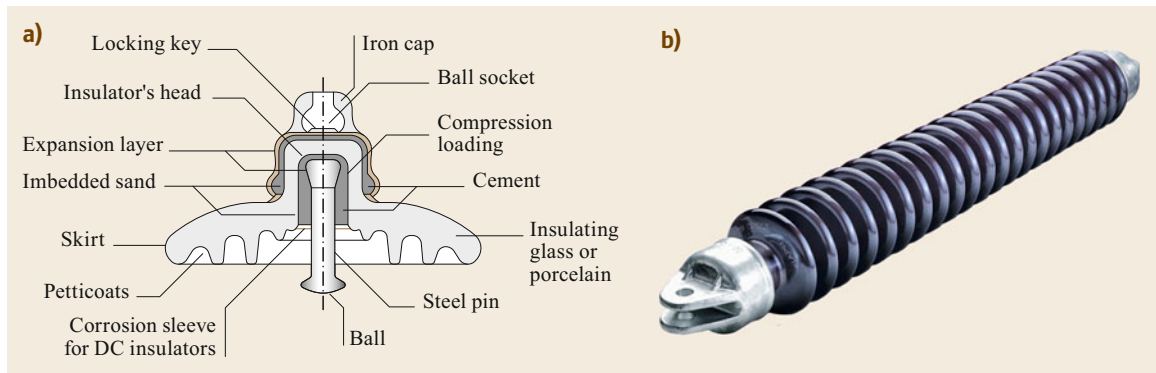 a)
Locking key
Insulator's head
Expansion layer
Imbedded sand
Skirt
Petticoats
Corrosion sleeve
for DC insulators
Iron cap
Ball socket
Compression
loading
Cement
Insulating
glass or
porcelain
Steel pin
Ball
b)